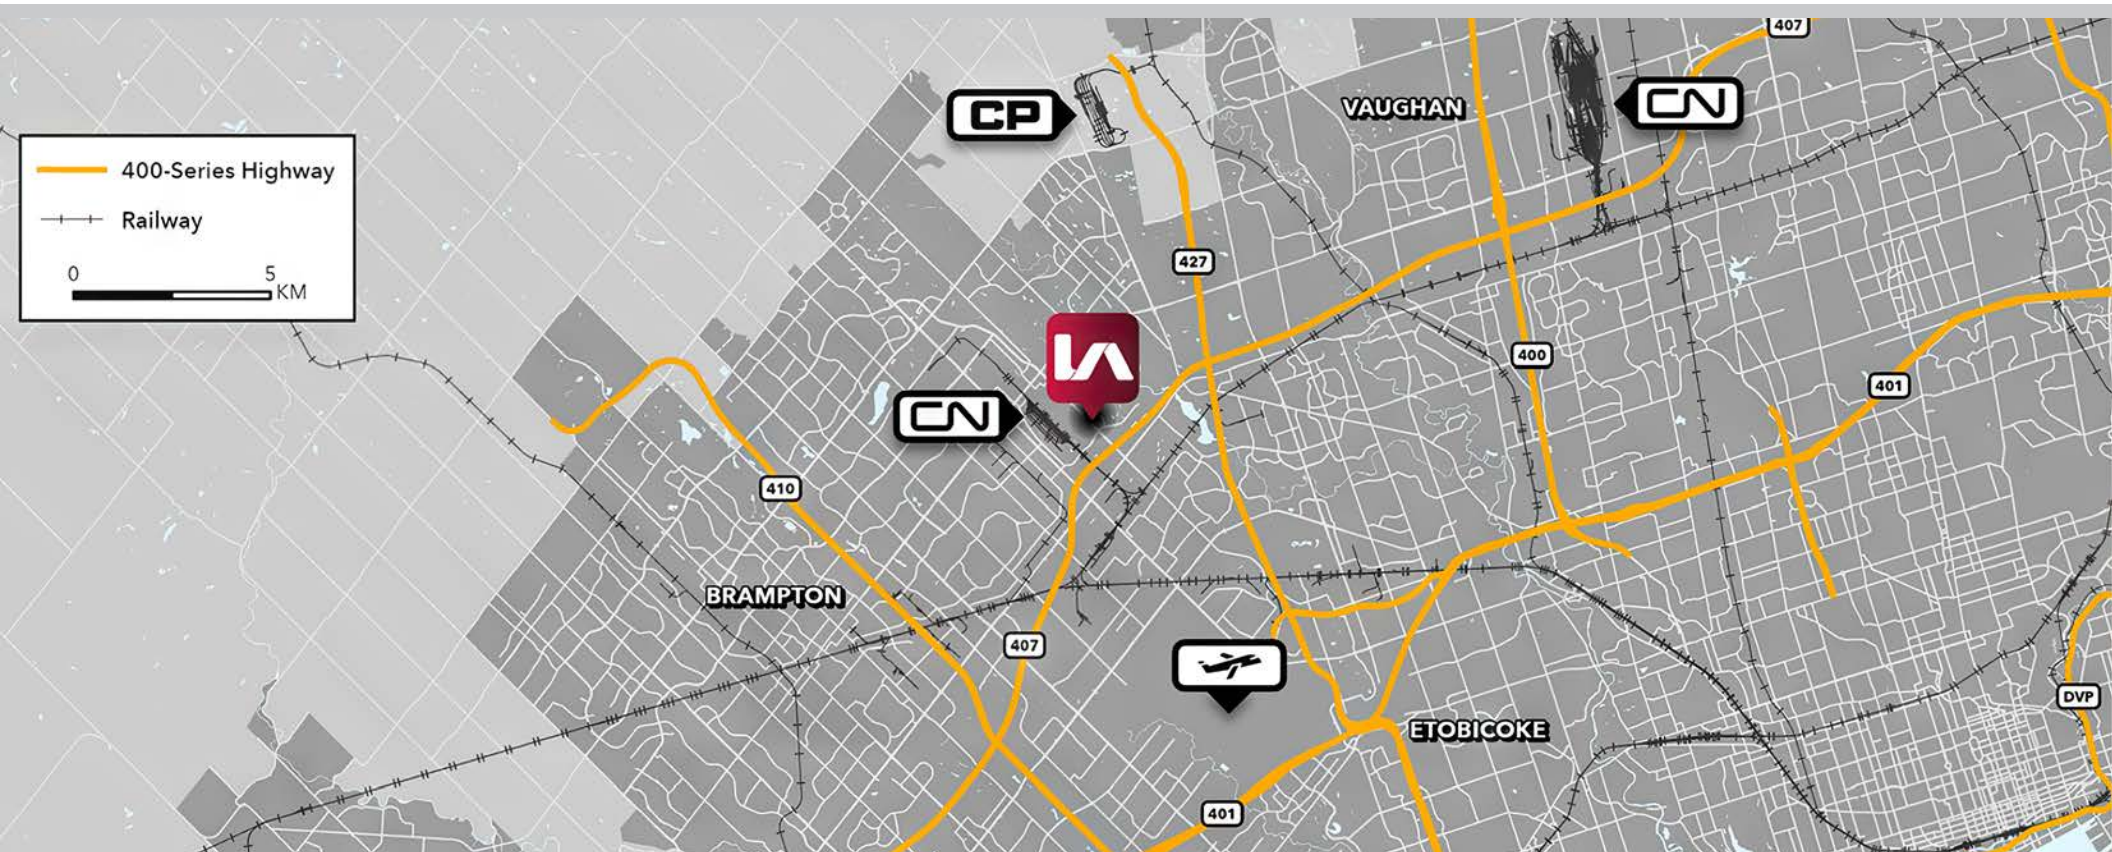 407
CP
VAUGHAN
CN
400-Series Highway
Railway
0 5
KM
427
LA
400
401
CN
410
BRAMPTON
407
DVP
ETOBICOKE
401